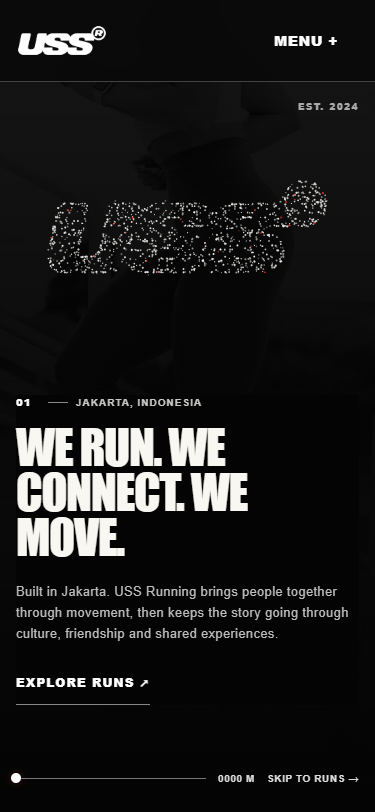 USS®
MENU +
EST. 2024
USS®
01 JAKARTA, INDONESIA
WE RUN. WE
CONNECT. WE
MOVE.
Built in Jakarta. USS Running brings people together
through movement, then keeps the story going through
culture, friendship and shared experiences.
EXPLORE RUNS ↗
0000 M SKIP TO RUNS →